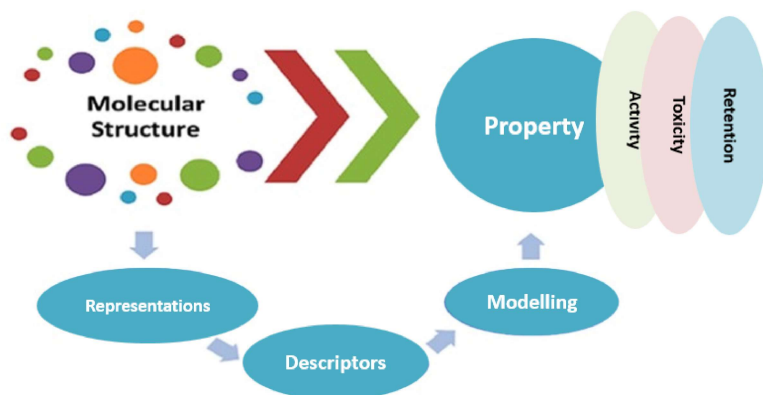 Molecular
Structure
Property
Activity
Toxicity
Retention
Representations
Descriptors
Modelling